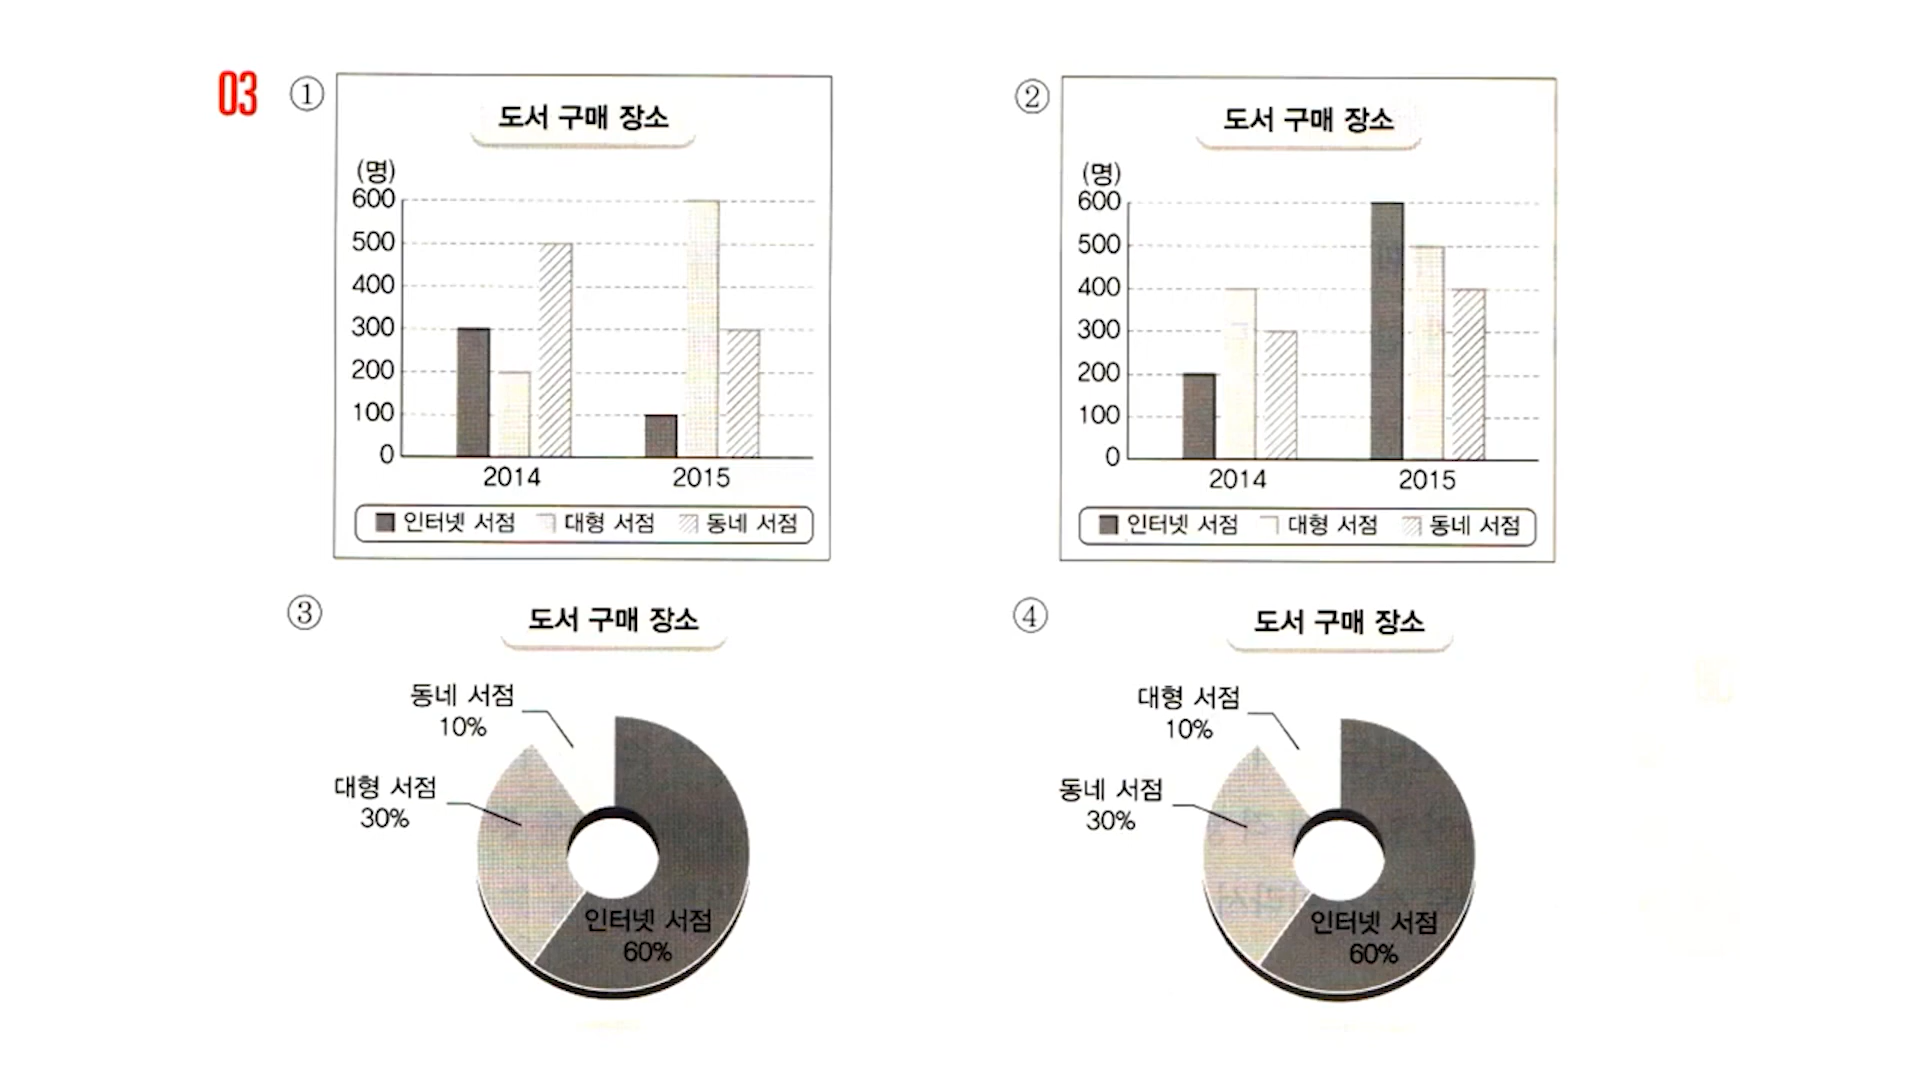 03
①
도서 구매 장소
(명)
600
500
400
300
200
100
0
2014 2015
인터넷 서점 대형 서점 동네 서점
②
도서 구매 장소
(명)
600
500
400
300
200
100
0
2014 2015
인터넷 서점 대형 서점 동네 서점
③
도서 구매 장소
동네 서점
10%
대형 서점
30%
인터넷 서점
60%
④
도서 구매 장소
대형 서점
10%
동네 서점
30%
인터넷 서점
60%